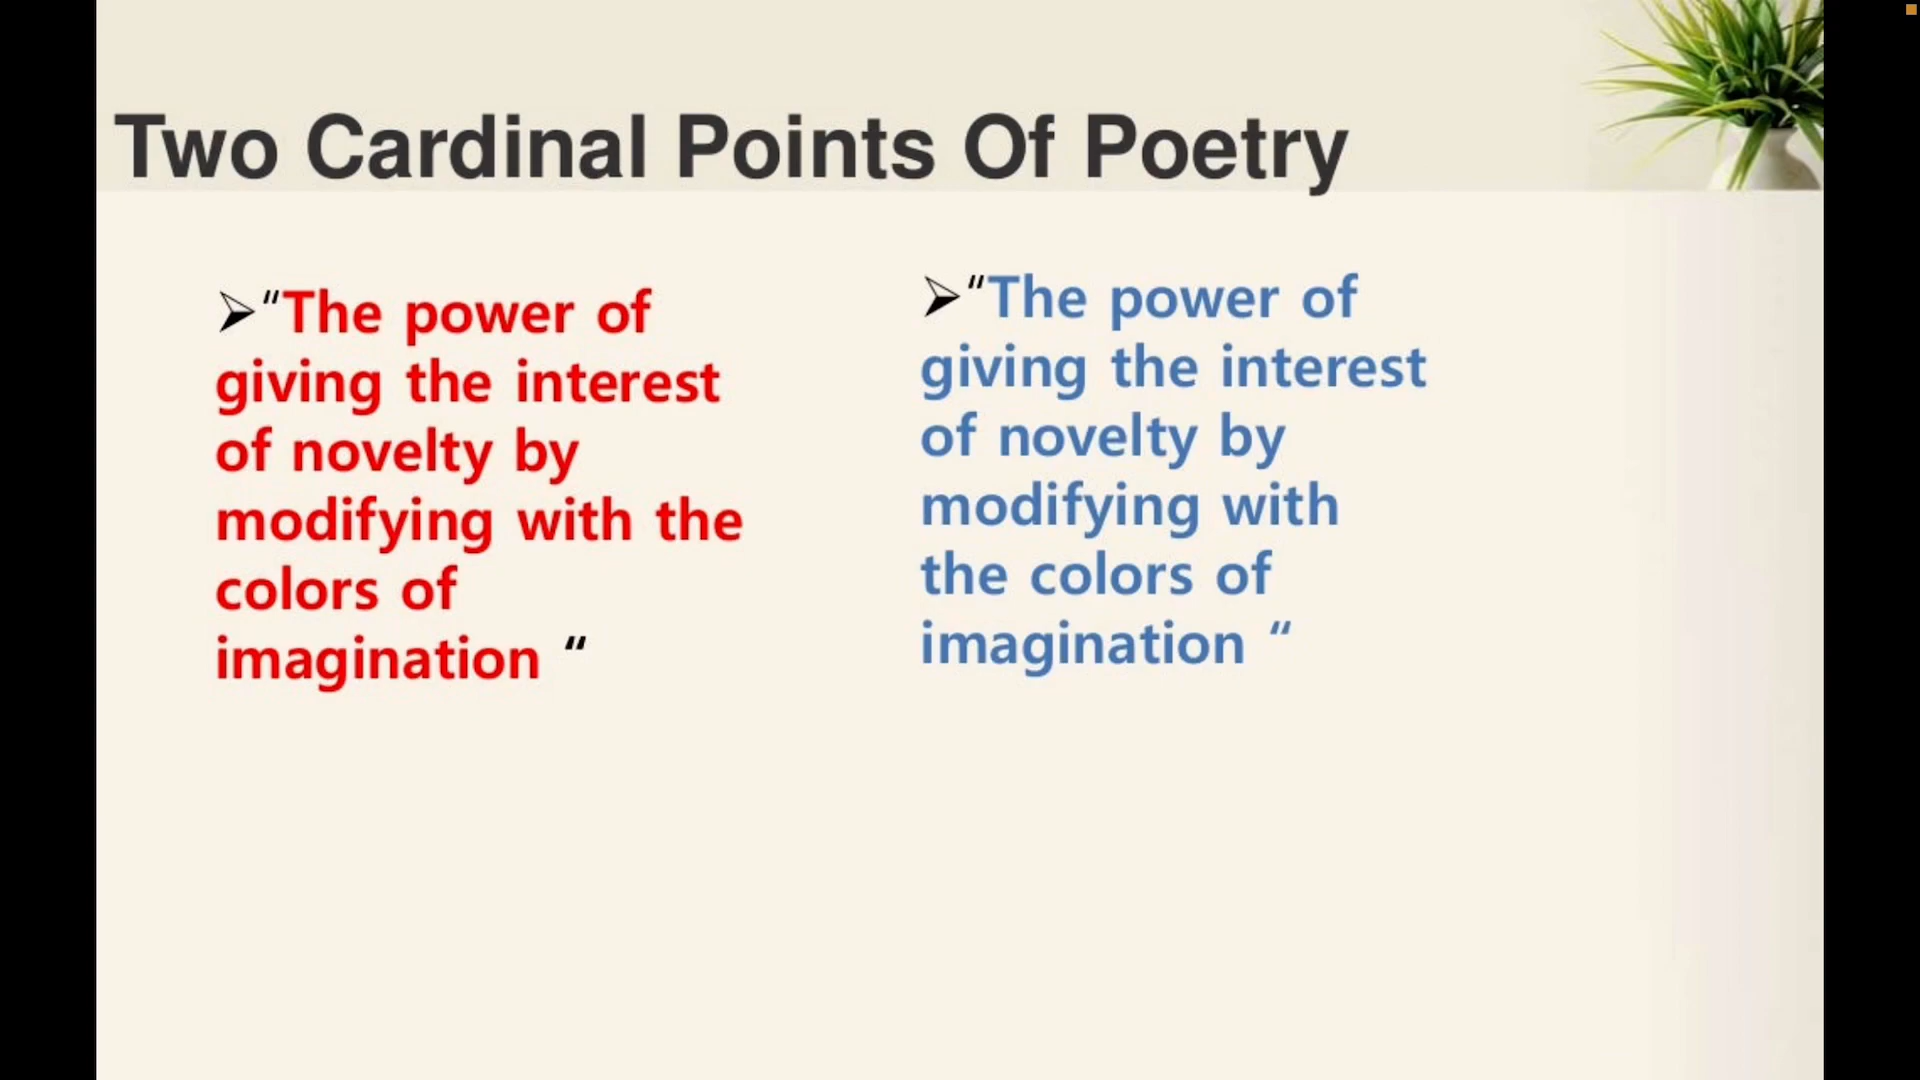 Two Cardinal Points Of Poetry
“The power of
giving the interest
of novelty by
modifying with the
colors of
imagination “
“The power of
giving the interest
of novelty by
modifying with
the colors of
imagination “